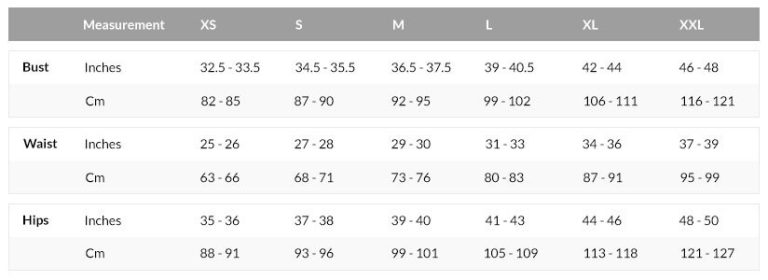 Measurement XS S M L XL XXL
Bust Inches 32.5 - 33.5 34.5 - 35.5 36.5 - 37.5 39 - 40.5 42 - 44 46 - 48
Cm 82 - 85 87 - 90 92 - 95 99 - 102 106 - 111 116 - 121
Waist Inches 25 - 26 27 - 28 29 - 30 31 - 33 34 - 36 37 - 39
Cm 63 - 66 68 - 71 73 - 76 80 - 83 87 - 91 95 - 99
Hips Inches 35 - 36 37 - 38 39 - 40 41 - 43 44 - 46 48 - 50
Cm 88 - 91 93 - 96 99 - 101 105 - 109 113 - 118 121 - 127